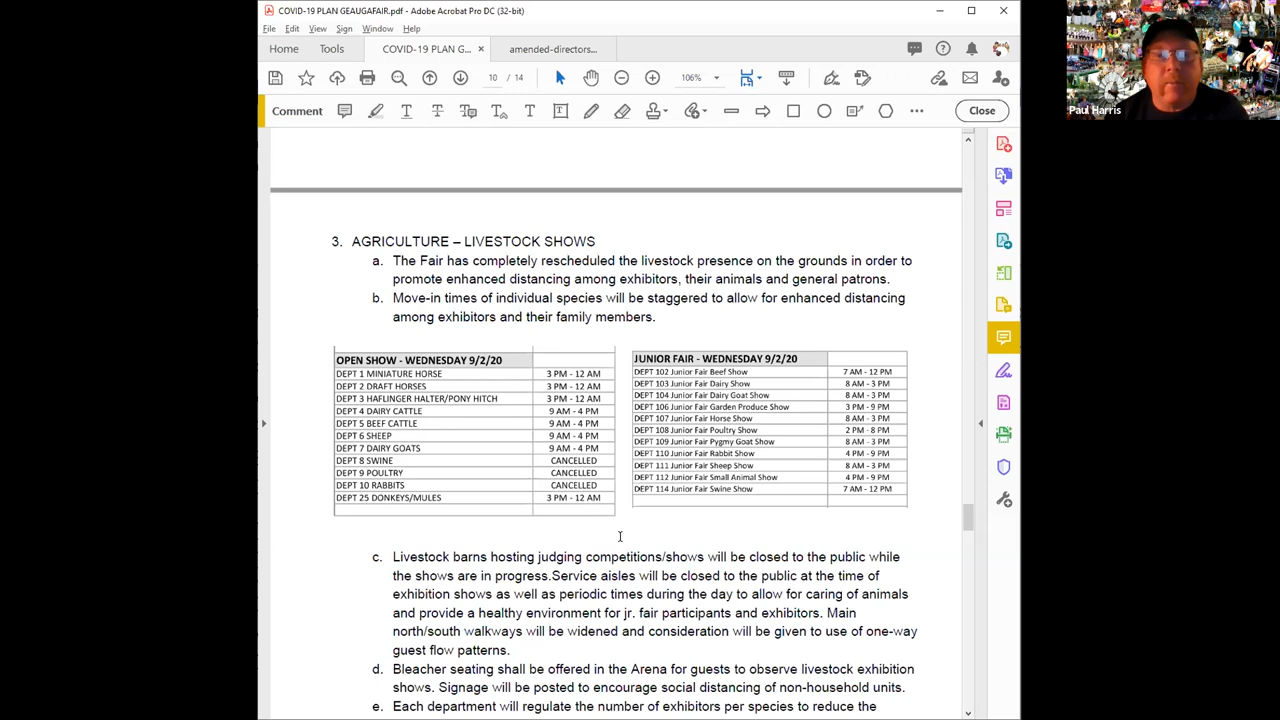 COVID-19 PLAN GEAUGAFAIR.pdf - Adobe Acrobat Pro DC (32-bit)
File Edit View Sign Window Help
Home Tools COVID-19 PLAN G... × amended-directors...
10 / 14 106%
Comment Close
Paul Harris
3. AGRICULTURE – LIVESTOCK SHOWS
a. The Fair has completely rescheduled the livestock presence on the grounds in order to
promote enhanced distancing among exhibitors, their animals and general patrons.
b. Move-in times of individual species will be staggered to allow for enhanced distancing
among exhibitors and their family members.
OPEN SHOW - WEDNESDAY 9/2/20
DEPT 1 MINIATURE HORSE 3 PM - 12 AM
DEPT 2 DRAFT HORSES 3 PM - 12 AM
DEPT 3 HAFLINGER HALTER/PONY HITCH 3 PM - 12 AM
DEPT 4 DAIRY CATTLE 9 AM - 4 PM
DEPT 5 BEEF CATTLE 9 AM - 4 PM
DEPT 6 SHEEP 9 AM - 4 PM
DEPT 7 DAIRY GOATS 9 AM - 4 PM
DEPT 8 SWINE CANCELLED
DEPT 9 POULTRY CANCELLED
DEPT 10 RABBITS CANCELLED
DEPT 25 DONKEYS/MULES 3 PM - 12 AM
JUNIOR FAIR - WEDNESDAY 9/2/20
DEPT 102 Junior Fair Beef Show 7 AM - 12 PM
DEPT 103 Junior Fair Dairy Show 8 AM - 3 PM
DEPT 104 Junior Fair Dairy Goat Show 8 AM - 3 PM
DEPT 106 Junior Fair Garden Produce Show 3 PM - 9 PM
DEPT 107 Junior Fair Horse Show 8 AM - 3 PM
DEPT 108 Junior Fair Poultry Show 2 PM - 8 PM
DEPT 109 Junior Fair Pygmy Goat Show 8 AM - 3 PM
DEPT 110 Junior Fair Rabbit Show 4 PM - 9 PM
DEPT 111 Junior Fair Sheep Show 8 AM - 3 PM
DEPT 112 Junior Fair Small Animal Show 4 PM - 9 PM
DEPT 114 Junior Fair Swine Show 7 AM - 12 PM
c. Livestock barns hosting judging competitions/shows will be closed to the public while
the shows are in progress.Service aisles will be closed to the public at the time of
exhibition shows as well as periodic times during the day to allow for caring of animals
and provide a healthy environment for jr. fair participants and exhibitors. Main
north/south walkways will be widened and consideration will be given to use of one-way
guest flow patterns.
d. Bleacher seating shall be offered in the Arena for guests to observe livestock exhibition
shows. Signage will be posted to encourage social distancing of non-household units.
e. Each department will regulate the number of exhibitors per species to reduce the